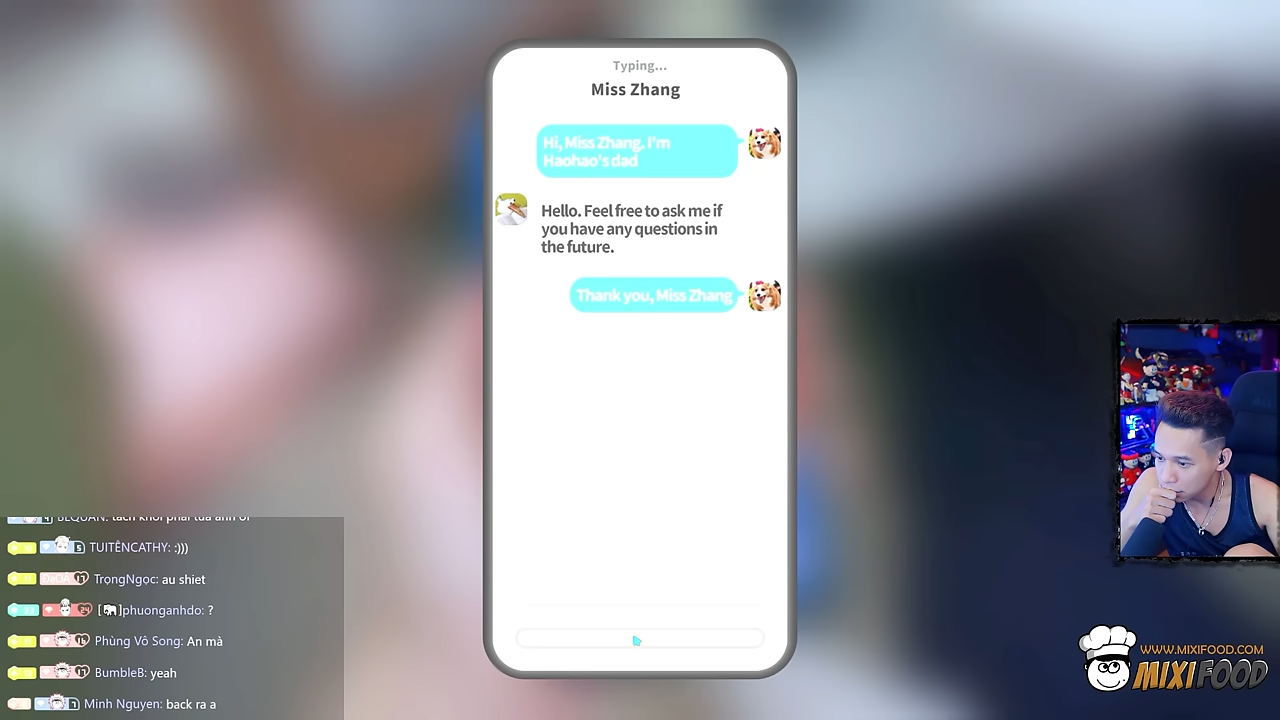 Typing...
Miss Zhang
Hi, Miss Zhang. I'm
Haohao's dad
Hello. Feel free to ask me if
you have any questions in
the future.
Thank you, Miss Zhang
TUITÊNCATHY: :)))
TrọngNgọc: au shiet
phuonganhdo: ?
Phùng Vô Song: An mà
BumbleB: yeah
Minh Nguyen: back ra a
WWW.MIXIFOOD.COM
MIXIFOOD